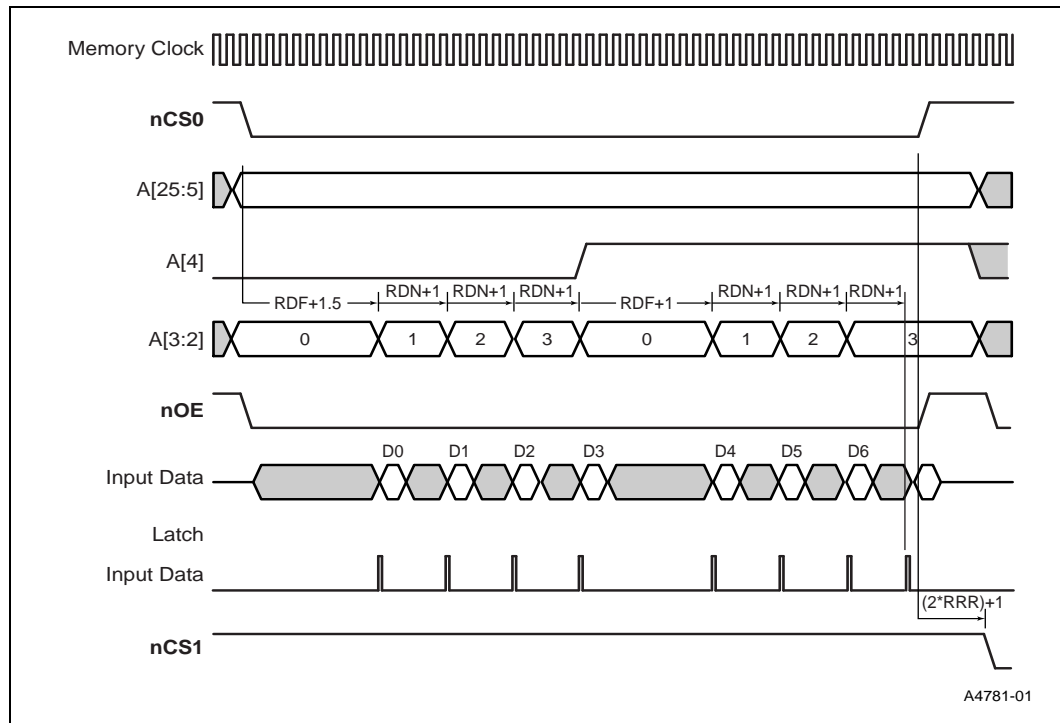 Memory Clock
nCS0
A[25:5]
A[4]
RDF+1.5 RDN+1 RDN+1 RDN+1 RDF+1 RDN+1 RDN+1 RDN+1
A[3:2] 0 1 2 3 0 1 2 3
nOE
D0 D1 D2 D3 D4 D5 D6
Input Data
Latch
Input Data
(2*RRR)+1
nCS1
A4781-01